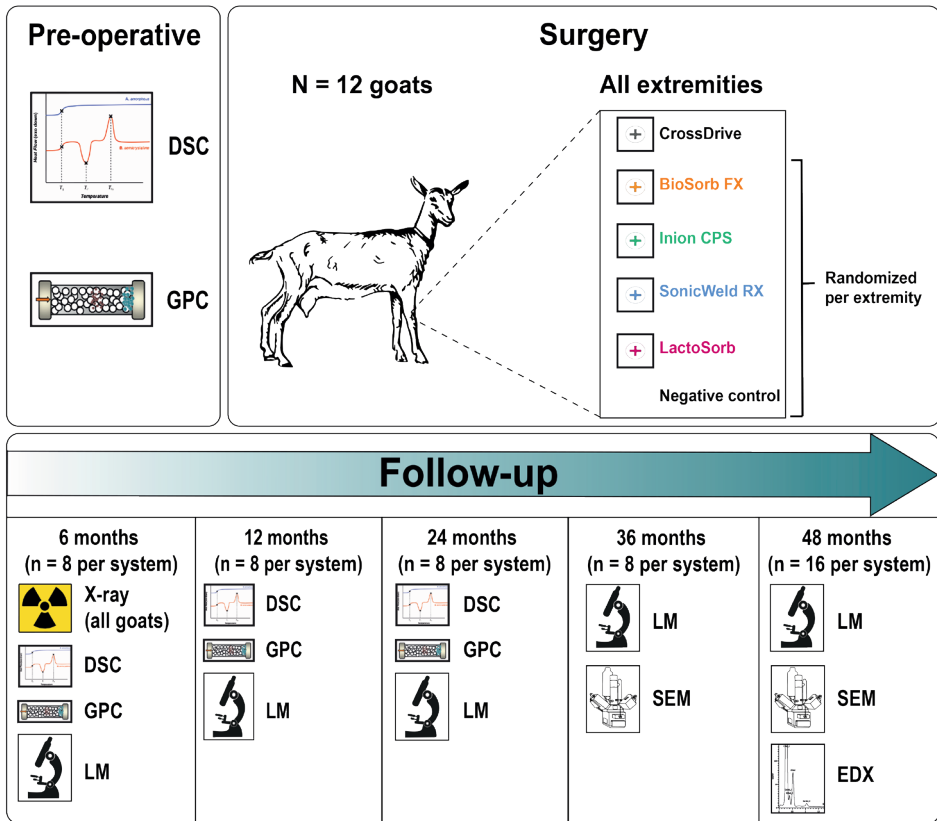 Pre-operative
DSC
GPC
Surgery
N = 12 goats
All extremities
CrossDrive
BioSorb FX
Inion CPS
SonicWeld RX
LactoSorb
Negative control
Randomized
per extremity
Temperature
Follow-up
6 months
(n = 8 per system)
X-ray
(all goats)
DSC
GPC
LM
12 months
(n = 8 per system)
DSC
GPC
LM
24 months
(n = 8 per system)
DSC
GPC
LM
36 months
(n = 8 per system)
LM
SEM
48 months
(n = 16 per system)
LM
SEM
EDX